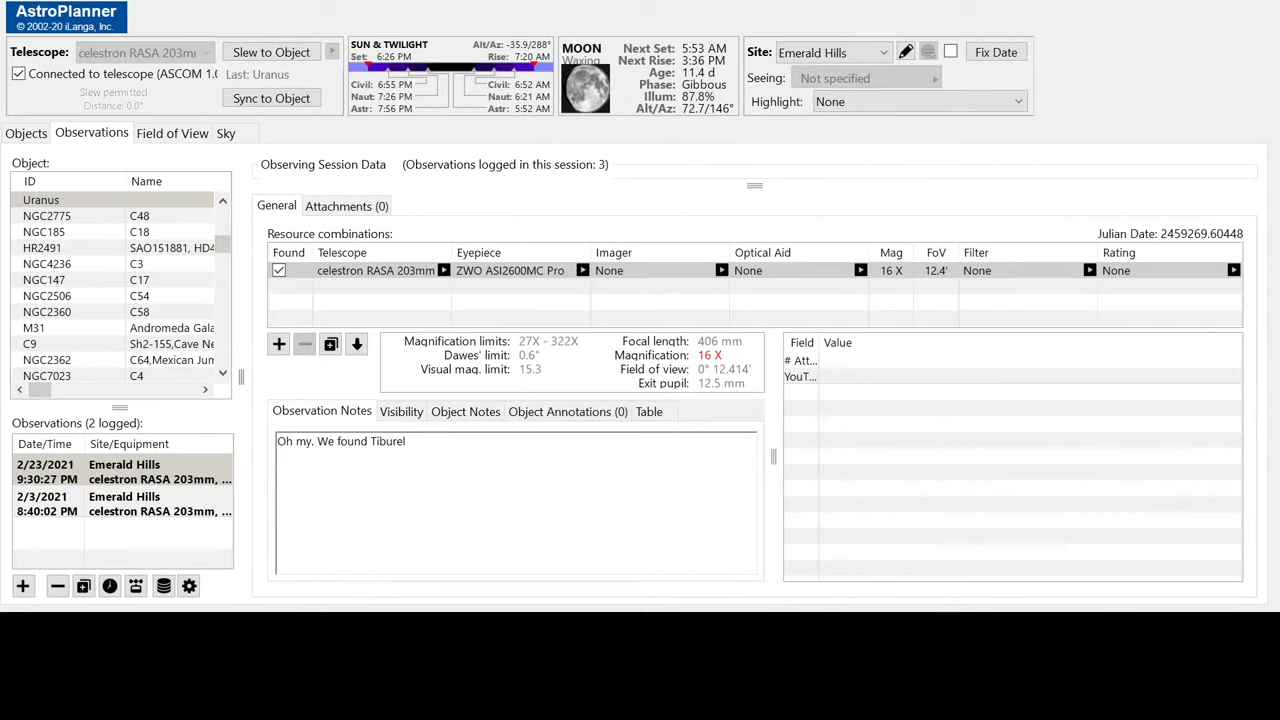 AstroPlanner
© 2002-20 iLanga, Inc.
Telescope: celestron RASA 203mr Slew to Object
Connected to telescope (ASCOM 1.0 Last: Uranus
Slew permitted
Distance: 0.0° Sync to Object
SUN & TWILIGHT Alt/Az: -35.9/288°
Set: 6:26 PM Rise: 7:20 AM
Civil: 6:55 PM Civil: 6:52 AM
Naut: 7:26 PM Naut: 6:21 AM
Astr: 7:56 PM Astr: 5:52 AM
MOON Next Set: 5:53 AM
Waxing Next Rise: 3:36 PM
Age: 11.4 d
Phase: Gibbous
Illum: 87.8%
Alt/Az: 72.7/146°
Site: Emerald Hills Fix Date
Seeing: Not specified
Highlight: None
Objects Observations Field of View Sky
Object:
ID Name
Uranus
NGC2775 C48
NGC185 C18
HR2491 SAO151881, HD4
NGC4236 C3
NGC147 C17
NGC2506 C54
NGC2360 C58
M31 Andromeda Gala
C9 Sh2-155,Cave Ne
NGC2362 C64,Mexican Jum
NGC7023 C4
Observations (2 logged):
Date/Time Site/Equipment
2/23/2021 Emerald Hills
9:30:27 PM celestron RASA 203mm, ...
2/3/2021 Emerald Hills
8:40:02 PM celestron RASA 203mm, ...
Observing Session Data (Observations logged in this session: 3)
General Attachments (0)
Resource combinations: Julian Date: 2459269.60448
Found Telescope Eyepiece Imager Optical Aid Mag FoV Filter Rating
celestron RASA 203mm ZWO ASI2600MC Pro None None 16 X 12.4' None None
Magnification limits: 27X - 322X Focal length: 406 mm
Dawes' limit: 0.6" Magnification: 16 X
Visual mag. limit: 15.3 Field of view: 0° 12.414'
Exit pupil: 12.5 mm
Observation Notes Visibility Object Notes Object Annotations (0) Table
Oh my. We found Tiburel
Field Value
# Att...
YouT...